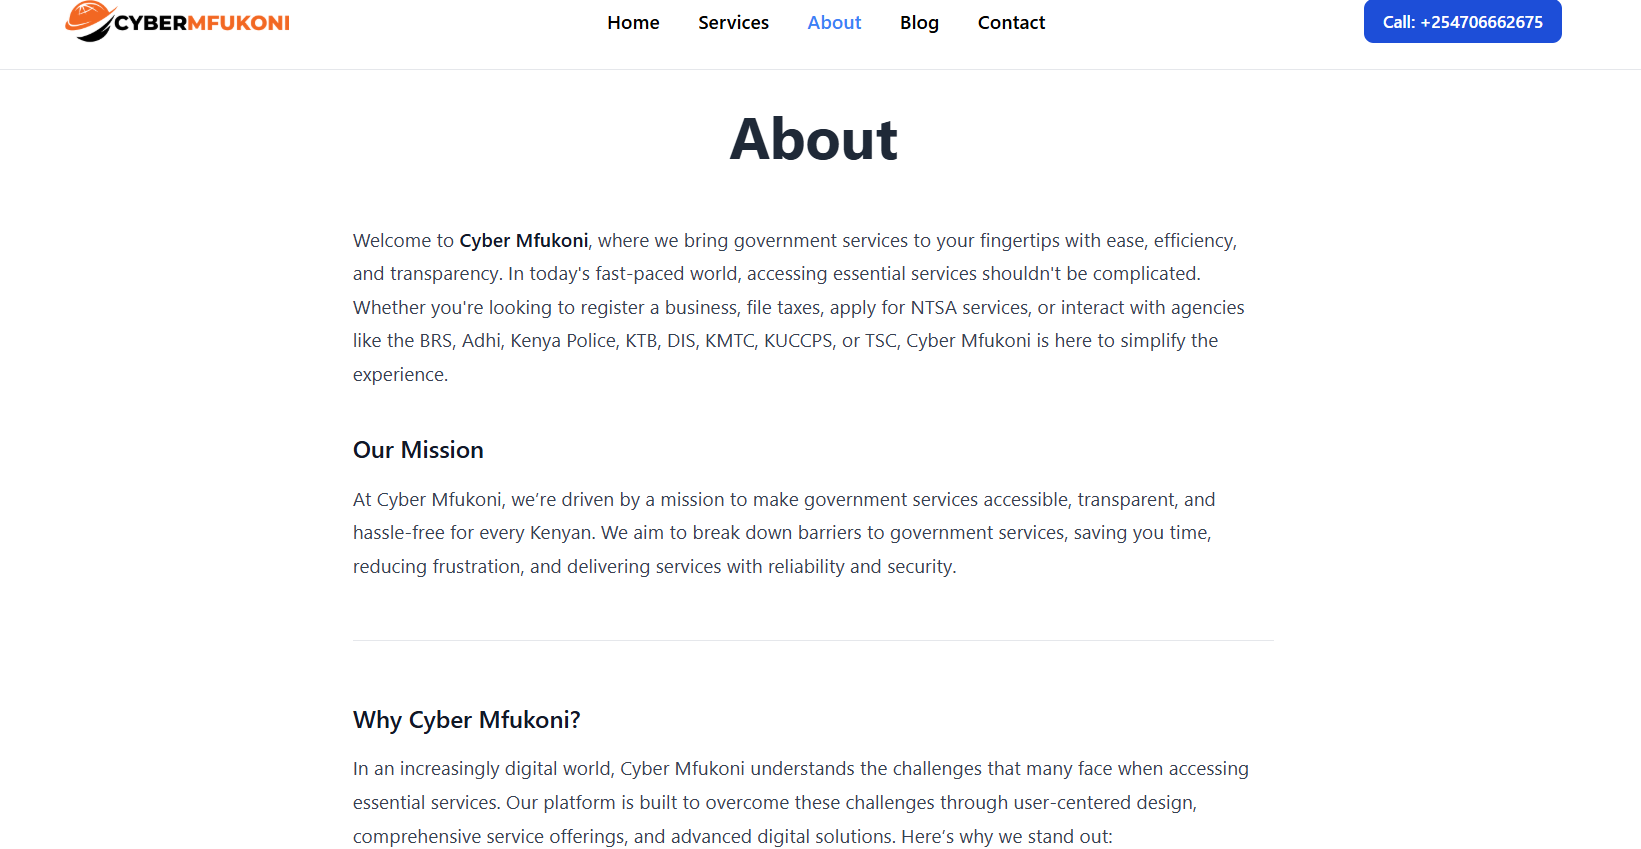 CYBERMFUKONI
Home
Services
About
Blog
Contact
Call: +254706662675
About
Welcome to Cyber Mfukoni, where we bring government services to your fingertips with ease, efficiency,
and transparency. In today's fast-paced world, accessing essential services shouldn't be complicated.
Whether you're looking to register a business, file taxes, apply for NTSA services, or interact with agencies
like the BRS, Adhi, Kenya Police, KTB, DIS, KMTC, KUCCPS, or TSC, Cyber Mfukoni is here to simplify the
experience.
Our Mission
At Cyber Mfukoni, we’re driven by a mission to make government services accessible, transparent, and
hassle-free for every Kenyan. We aim to break down barriers to government services, saving you time,
reducing frustration, and delivering services with reliability and security.
Why Cyber Mfukoni?
In an increasingly digital world, Cyber Mfukoni understands the challenges that many face when accessing
essential services. Our platform is built to overcome these challenges through user-centered design,
comprehensive service offerings, and advanced digital solutions. Here’s why we stand out: